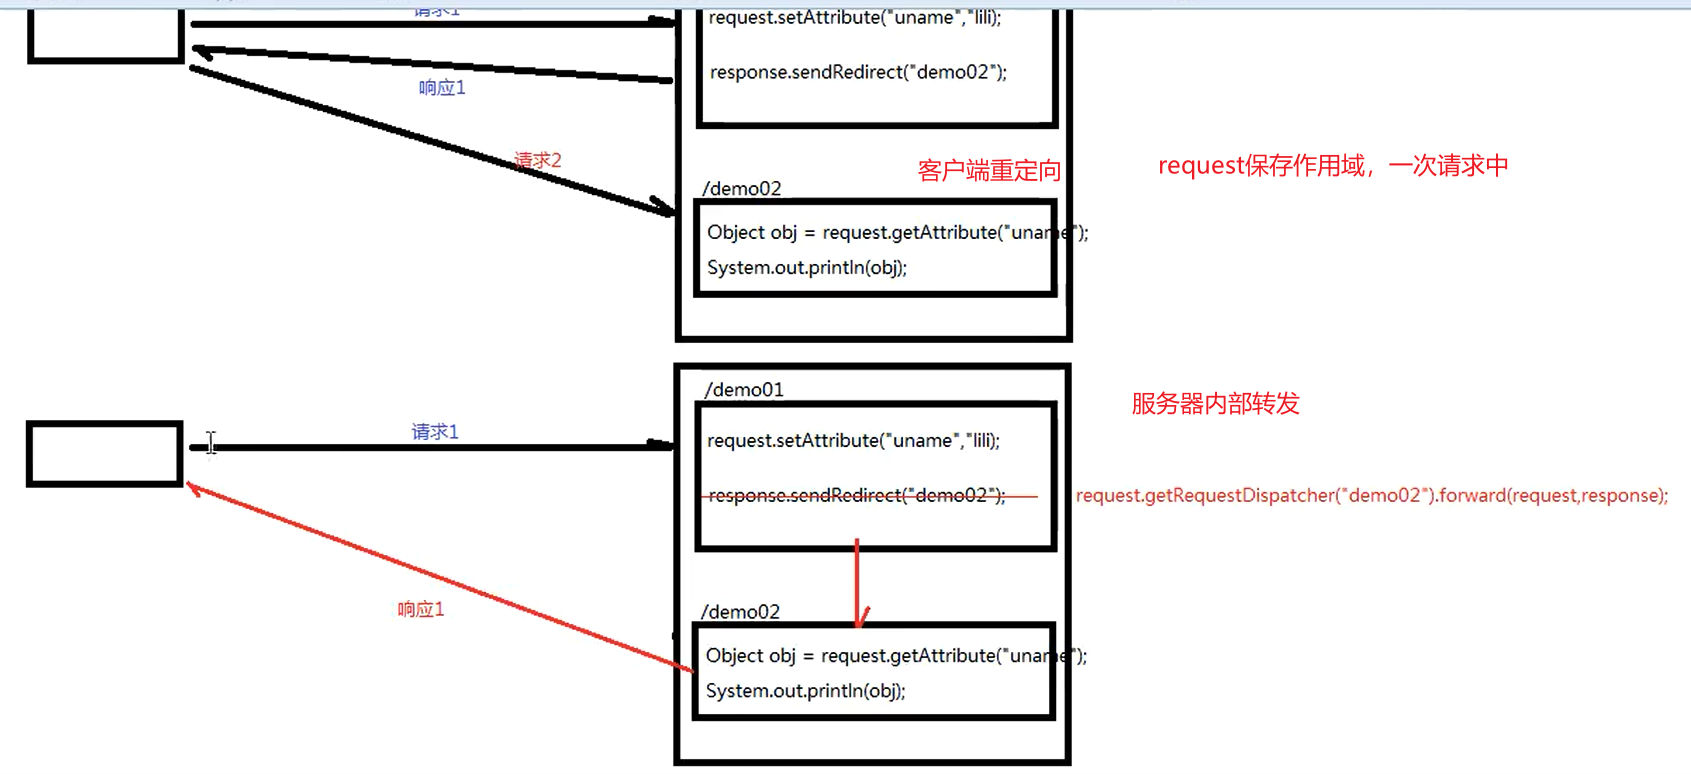 请求1
request.setAttribute("uname","lili);
response.sendRedirect("demo02");
响应1
请求2
客户端重定向
request保存作用域，一次请求中
/demo02
Object obj = request.getAttribute("uname");
System.out.println(obj);
/demo01
服务器内部转发
请求1
request.setAttribute("uname","lili);
response.sendRedirect("demo02");
request.getRequestDispatcher("demo02").forward(request,response);
响应1
/demo02
Object obj = request.getAttribute("uname");
System.out.println(obj);